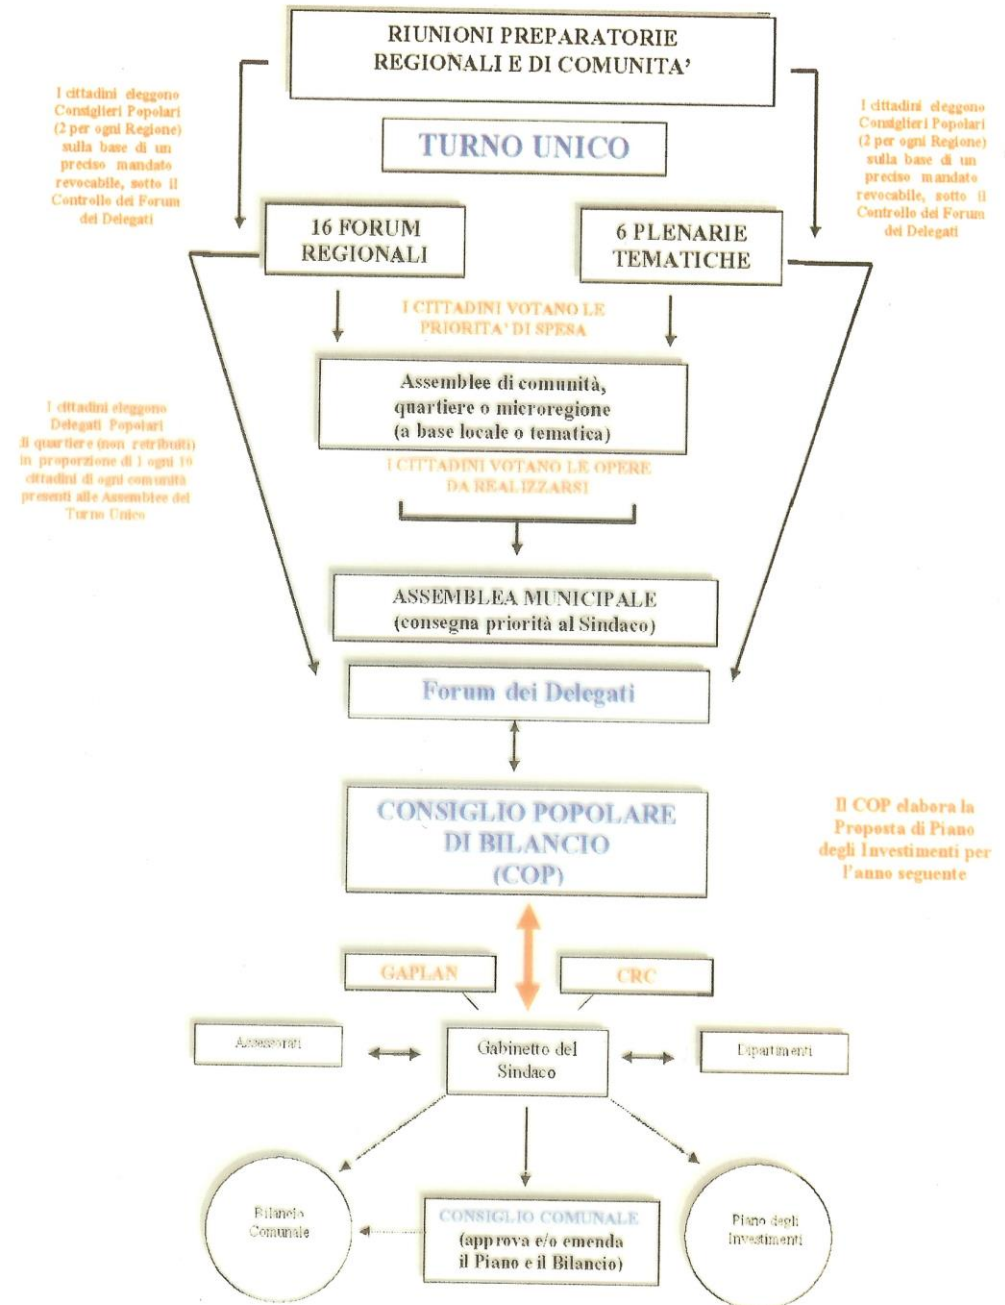 RIUNIONI PREPARATORIE
REGIONALI E DI COMUNITA'
I cittadini eleggono
Consiglieri Popolari
(2 per ogni Regione)
sulla base di un
preciso mandato
revocabile, sotto il
Controllo dei Forum
dei Delegati
I cittadini eleggono
Consiglieri Popolari
(2 per ogni Regione)
sulla base di un
preciso mandato
revocabile, sotto il
Controllo dei Forum
dei Delegati
TURNO UNICO
16 FORUM
REGIONALI
6 PLENARIE
TEMATICHE
I CITTADINI VOTANO LE
PRIORITA' DI SPESA
Assemblee di comunità,
quartiere o microregione
(a base locale o tematica)
I CITTADINI VOTANO LE OPERE
DA REALIZZARSI
I cittadini eleggono
Delegati Popolari
di quartiere (non retribuiti)
in proporzione di 1 ogni 10
cittadini di ogni comunità
presenti alle Assemblee del
Turno Unico
ASSEMBLEA MUNICIPALE
(consegna priorità al Sindaco)
Forum dei Delegati
CONSIGLIO POPOLARE
DI BILANCIO
(COP)
Il COP elabora la
Proposta di Piano
degli Investimenti per
l'anno seguente
GAPLAN
CRC
Assessorati
Gabinetto del
Sindaco
Dipartimenti
Bilancio
Comunale
CONSIGLIO COMUNALE
(approva e/o emenda
il Piano e il Bilancio)
Piano degli
Investimenti